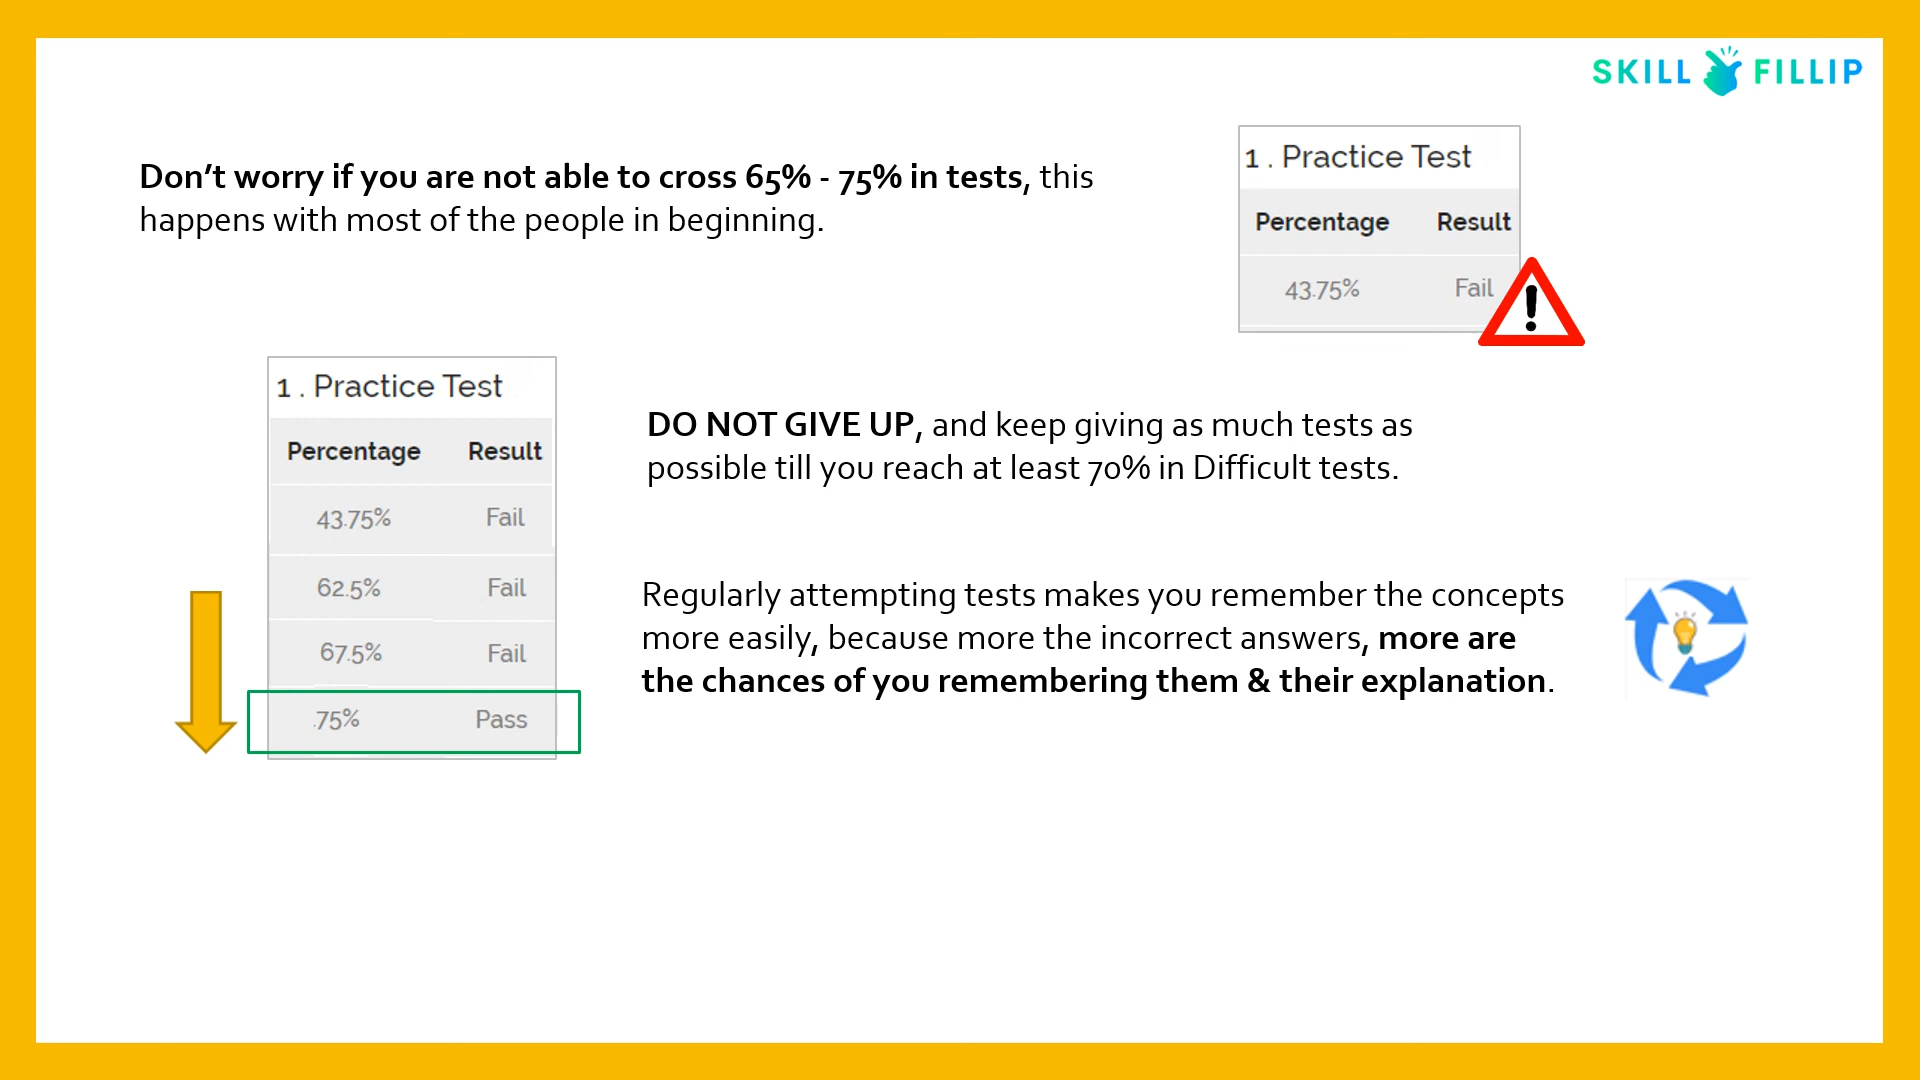 SKILL FILLIP
Don’t worry if you are not able to cross 65% - 75% in tests, this
happens with most of the people in beginning.
1 . Practice Test
Percentage Result
43.75% Fail
1 . Practice Test
Percentage Result
43.75% Fail
62.5% Fail
67.5% Fail
.75% Pass
DO NOT GIVE UP, and keep giving as much tests as
possible till you reach at least 70% in Difficult tests.
Regularly attempting tests makes you remember the concepts
more easily, because more the incorrect answers, more are
the chances of you remembering them & their explanation.